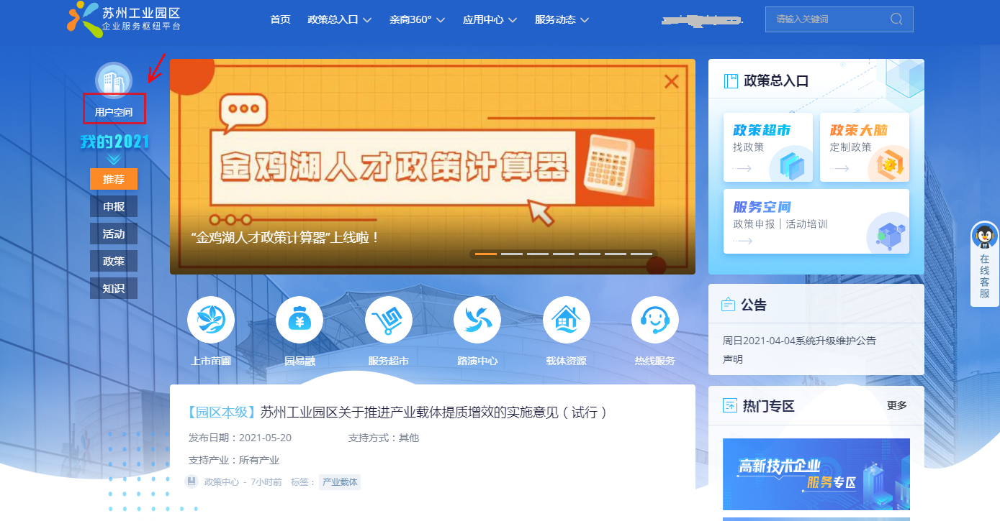 苏州工业园区
企业服务枢纽平台
首页 政策总入口 亲商360° 应用中心 服务动态
请输入关键词
用户空间
我的2021
推荐
申报
活动
政策
知识
金鸡湖人才政策计算器
“金鸡湖人才政策计算器”上线啦！
上市苗圃 园易融 服务超市 路演中心 载体资源 热线服务
【园区本级】苏州工业园区关于推进产业载体提质增效的实施意见（试行）
发布日期：2021-05-20 支持方式：其他
支持产业：所有产业
政策中心 - 7小时前 标签： 产业载体
政策总入口
政策超市
找政策
政策大脑
定制政策
服务空间
政策申报｜活动培训
公告
周日2021-04-04系统升级维护公告
声明
热门专区 更多
高新技术企业
服务专区
在线客服